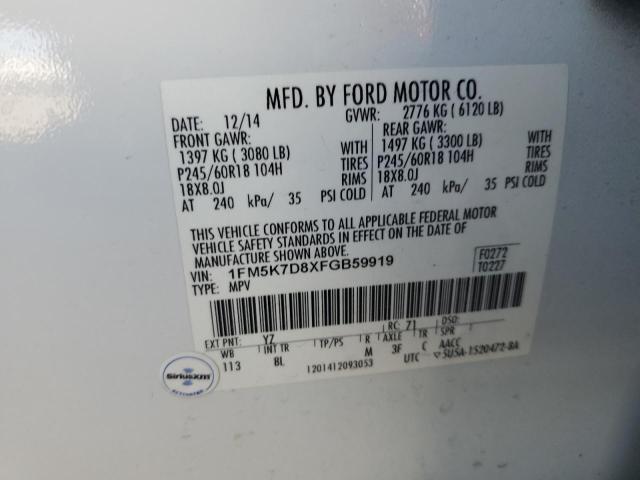 MFD. BY FORD MOTOR CO.
DATE: 12/14 GVWR: 2776 KG ( 6120 LB)
FRONT GAWR: REAR GAWR:
1397 KG ( 3080 LB) WITH 1497 KG ( 3300 LB) WITH
P245/60R18 104H TIRES P245/60R18 104H TIRES
18X8.0J RIMS 18X8.0J RIMS
AT 240 kPa/ 35 PSI COLD AT 240 kPa/ 35 PSI COLD
THIS VEHICLE CONFORMS TO ALL APPLICABLE FEDERAL MOTOR
VEHICLE SAFETY STANDARDS IN EFFECT ON THE DATE OF
MANUFACTURE SHOWN ABOVE.
VIN: 1FM5K7D8XFGB59919 F0272
TYPE: MPV T0227
EXT PNT: YZ RC: Z1 DSO:
WB INT TR TP/PS R AXLE TR SPR
113 BL M 3F C AACC
1201412093053 UTC 5U5A-1520472-BA
SiriusXM